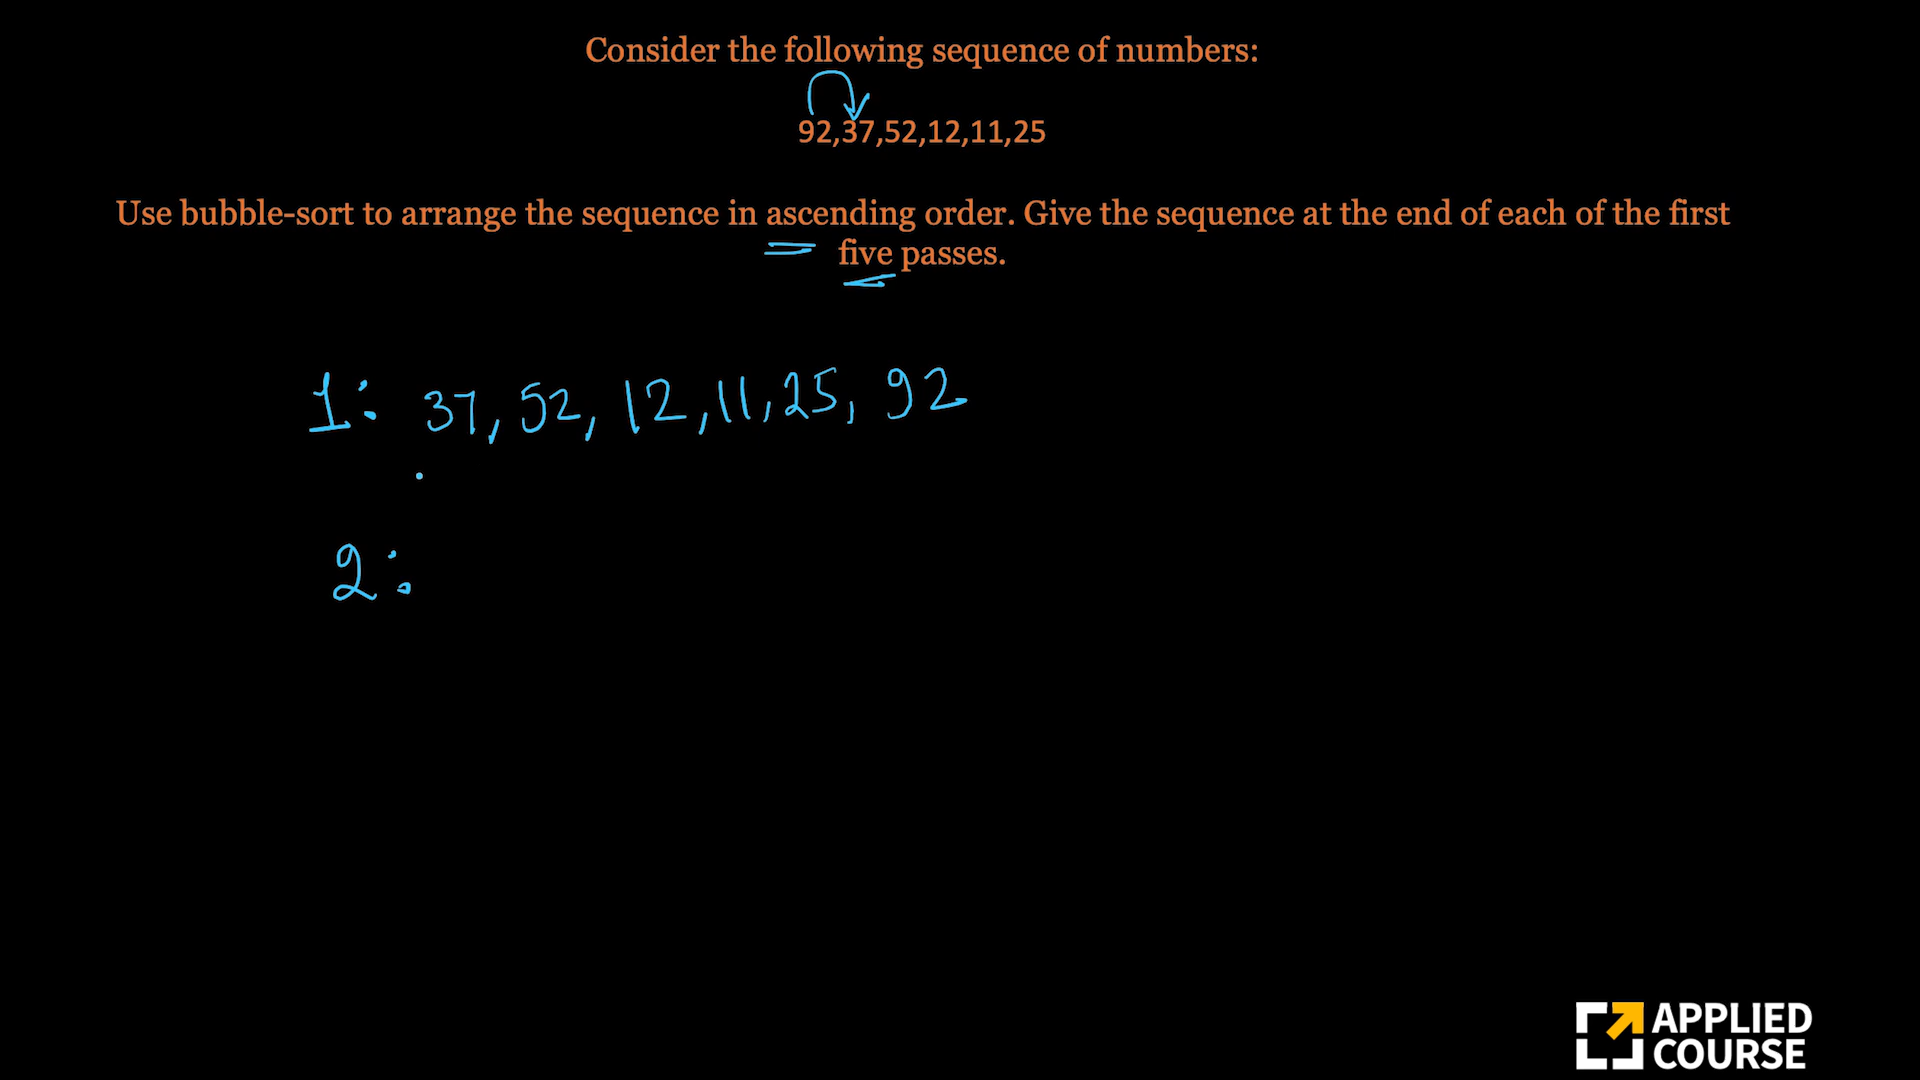 Consider the following sequence of numbers:
92,37,52,12,11,25
Use bubble-sort to arrange the sequence in ascending order. Give the sequence at the end of each of the first
five passes.
1: 37, 52, 12, 11, 25, 92
2:
APPLIED
COURSE